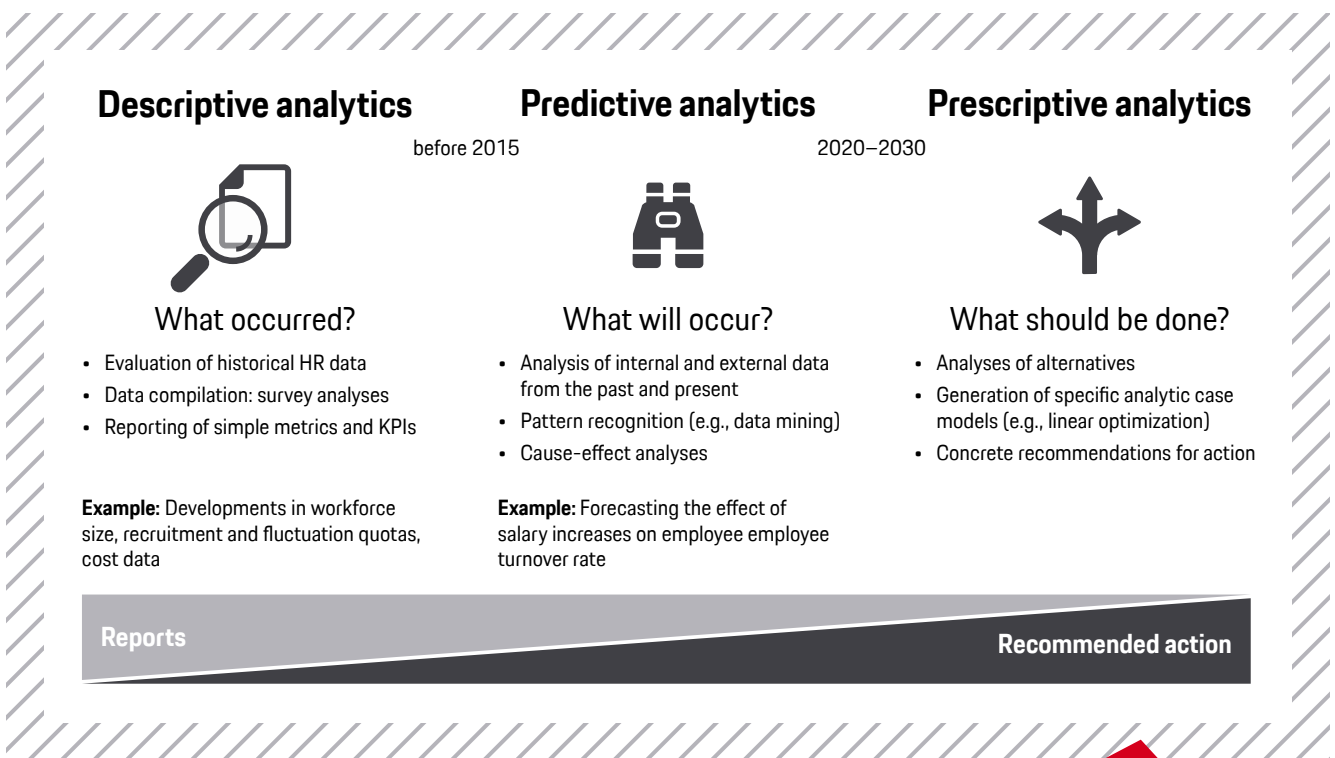 Descriptive analytics
before 2015
Predictive analytics
2020–2030
Prescriptive analytics
What occurred?
• Evaluation of historical HR data
• Data compilation: survey analyses
• Reporting of simple metrics and KPIs
Example: Developments in workforce
size, recruitment and fluctuation quotas,
cost data
What will occur?
• Analysis of internal and external data
from the past and present
• Pattern recognition (e.g., data mining)
• Cause-effect analyses
Example: Forecasting the effect of
salary increases on employee employee
turnover rate
What should be done?
• Analyses of alternatives
• Generation of specific analytic case
models (e.g., linear optimization)
• Concrete recommendations for action
Reports
Recommended action